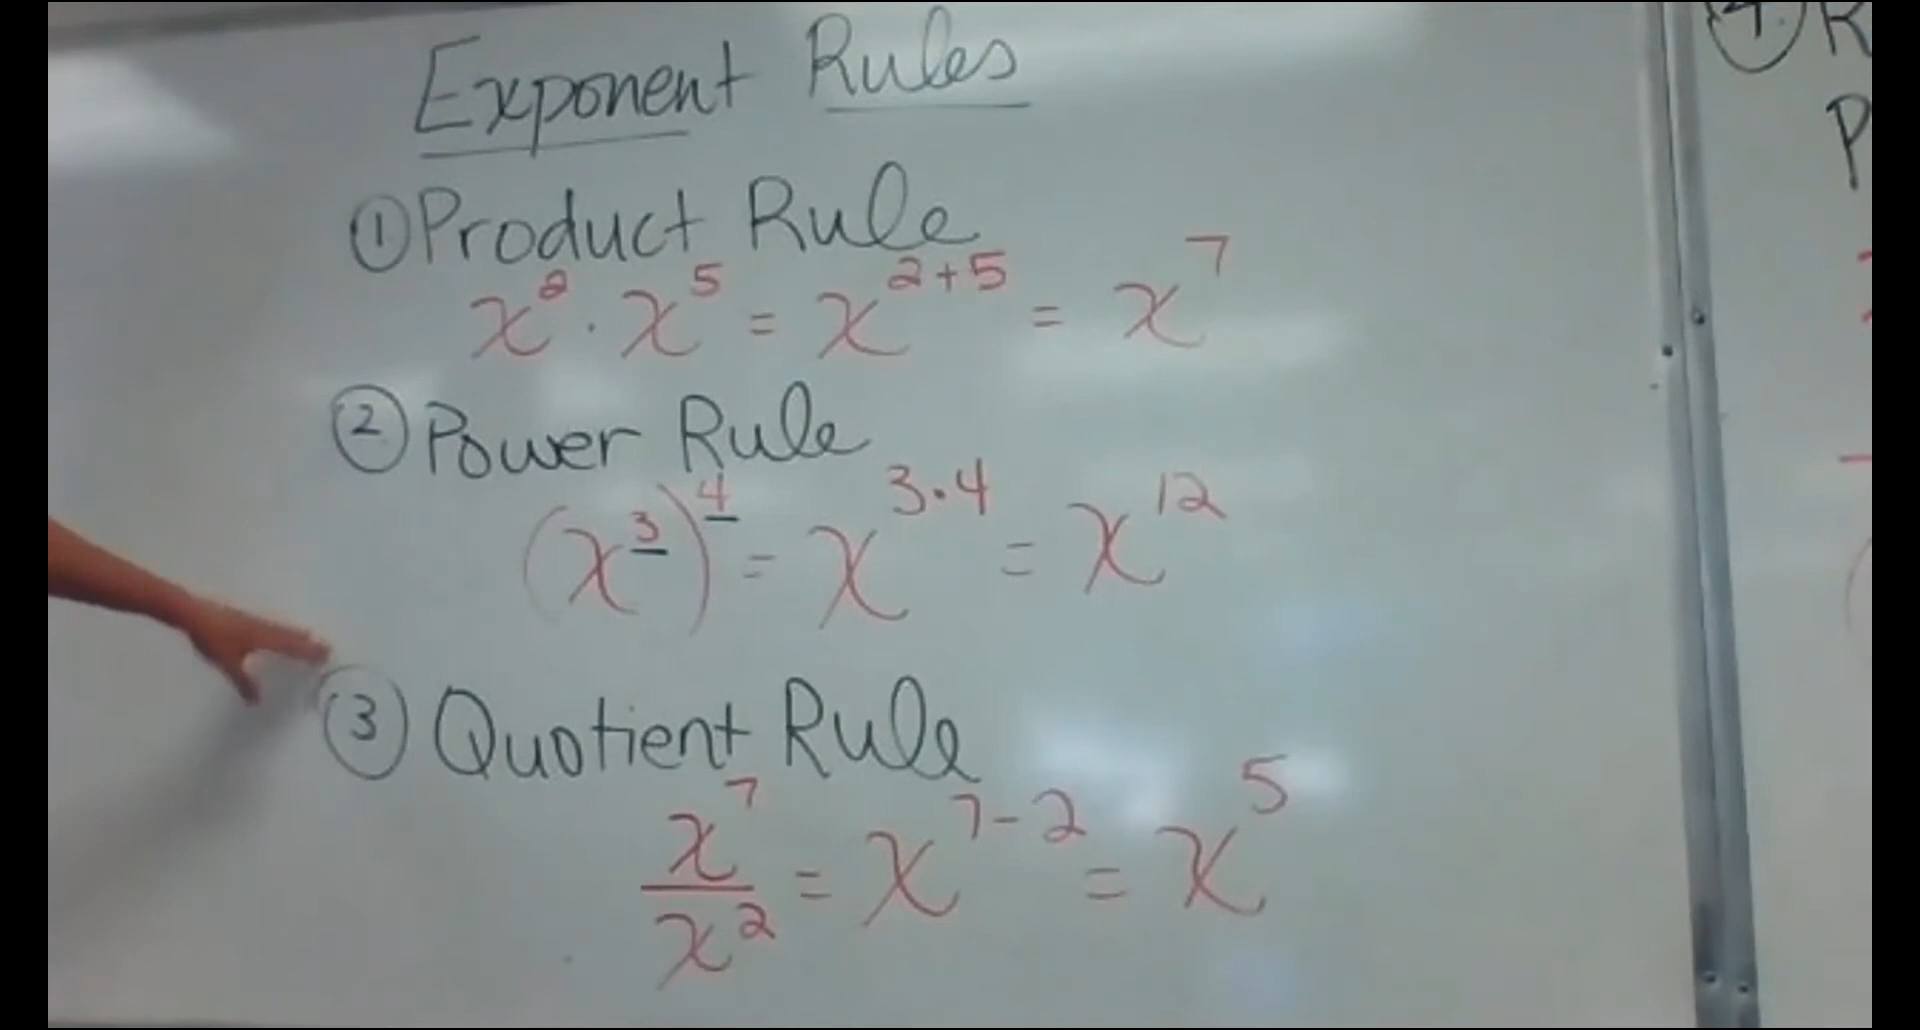 Exponent Rules
① Product Rule
x² · x⁵ = x²⁺⁵ = x⁷
② Power Rule
(x³)⁴ = x³·⁴ = x¹²
③ Quotient Rule
x⁷/x² = x⁷⁻² = x⁵
④ R
P